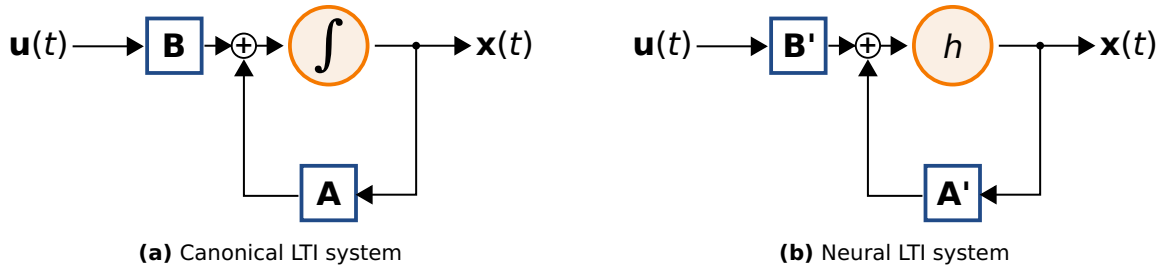 u(t) B + ∫ x(t)
A
(a) Canonical LTI system
u(t) B' + h x(t)
A'
(b) Neural LTI system